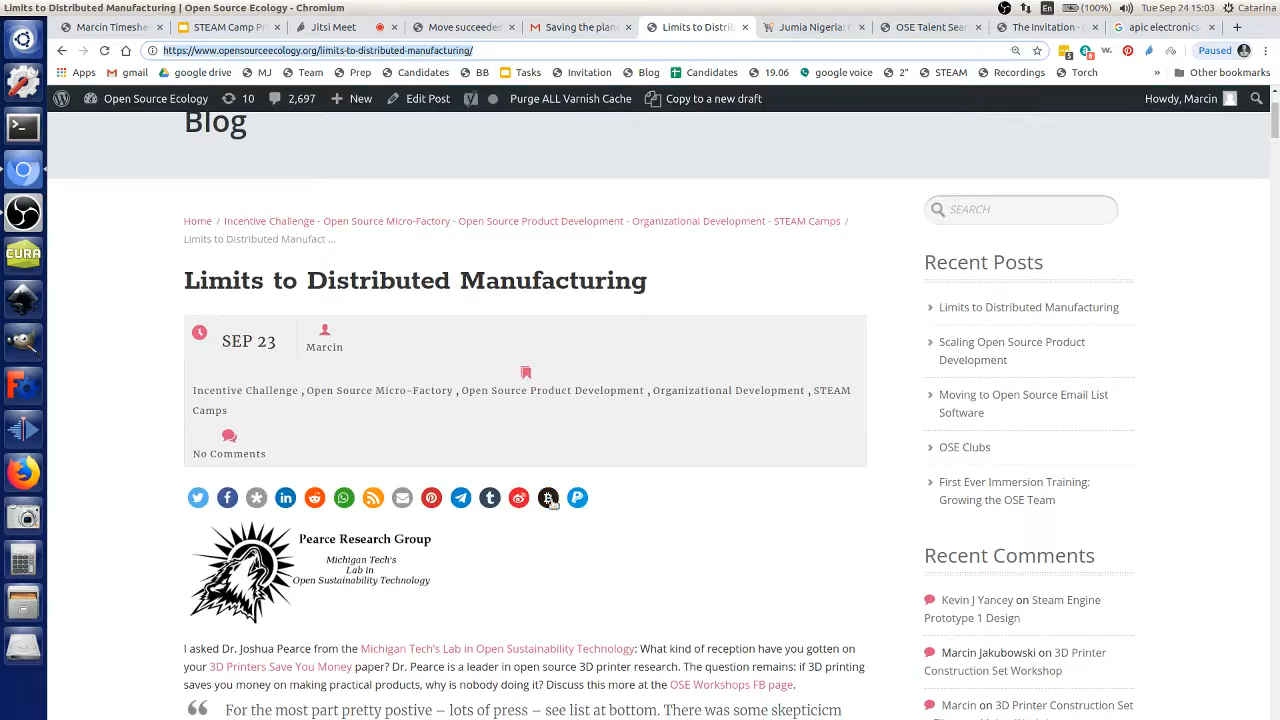 Limits to Distributed Manufacturing | Open Source Ecology - Chromium
En
(100%)
Tue Sep 24 15:03
Catarina
Marcin Timeshe
STEAM Camp Pr
Jitsi Meet
Moving to Open
Saving the plan
Limits to Distrib
Jumia Nigeria: O
OSE Talent Sear
The Invitation -
apic electronics
https://www.opensourceecology.org/limits-to-distributed-manufacturing/
Paused
Apps
gmail
google drive
MJ
Team
Prep
Candidates
BB
Tasks
Invitation
Blog
Candidac
19.06
google voice
2"
STEAM
Recordings
Torch
»
Other bookmarks
Open Source Ecology
10
2,697
New
Edit Post
Purge ALL Varnish Cache
Copy to a new draft
Howdy, Marcin
Blog
Home / Incentive Challenge - Open Source Micro-Factory - Open Source Product Development - Organizational Development - STEAM Camps /
Limits to Distributed Manufact ...
Limits to Distributed Manufacturing
SEP 23
Marcin
Incentive Challenge , Open Source Micro-Factory , Open Source Product Development , Organizational Development , STEAM
Camps
No Comments
Pearce Research Group
Michigan Tech's
Lab in
Open Sustainability Technology
I asked Dr. Joshua Pearce from the Michigan Tech's Lab in Open Sustainability Technology: What kind of reception have you gotten on
your 3D Printers Save You Money paper? Dr. Pearce is a leader in open source 3D printer research. The question remains: if 3D printing
saves you money on making practical products, why is nobody doing it? Discuss this more at the OSE Workshops FB page.
For the most part pretty postive – lots of press – see list at bottom. There was some skepticism
SEARCH
Recent Posts
Limits to Distributed Manufacturing
Scaling Open Source Product
Development
Moving to Open Source Email List
Software
OSE Clubs
First Ever Immersion Training:
Growing the OSE Team
Recent Comments
Kevin J Yancey on Steam Engine
Prototype 1 Design
Marcin Jakubowski on 3D Printer
Construction Set Workshop
Marcin on 3D Printer Construction Set
CURA